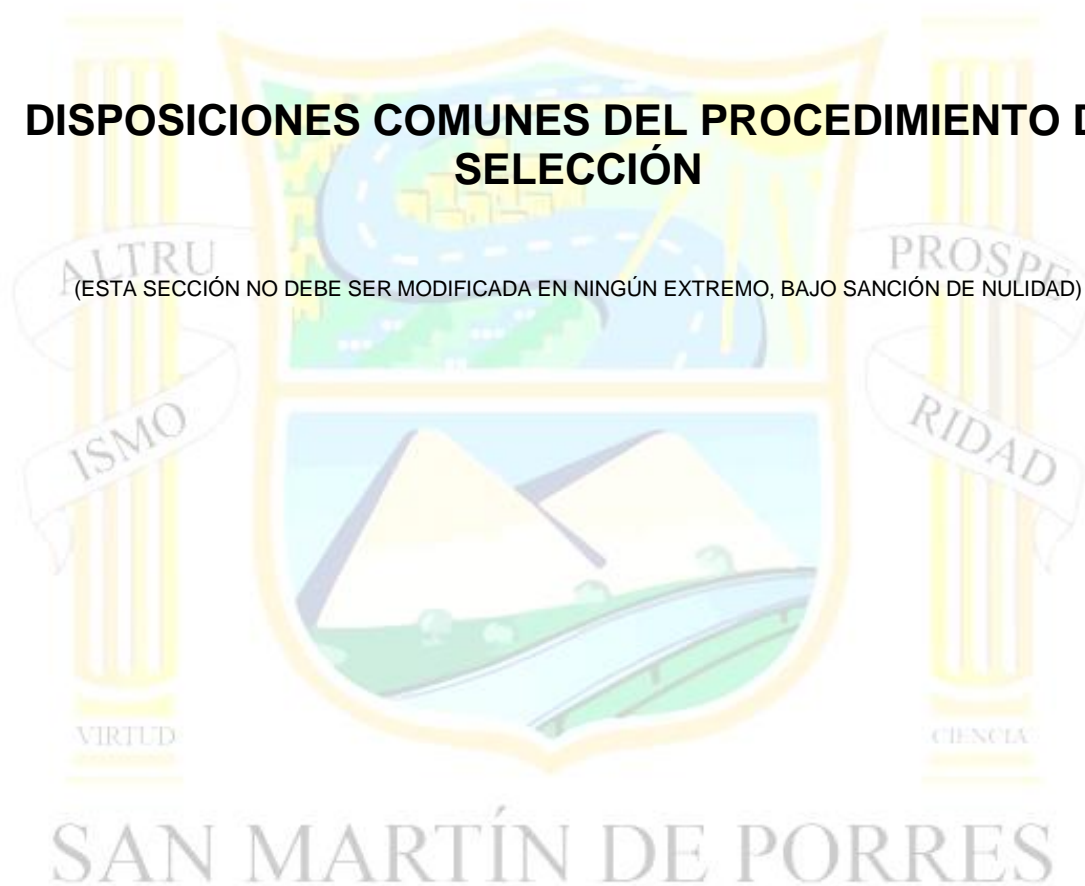 DISPOSICIONES COMUNES DEL PROCEDIMIENTO D
SELECCIÓN
ALTRU
PROSPE
(ESTA SECCIÓN NO DEBE SER MODIFICADA EN NINGÚN EXTREMO, BAJO SANCIÓN DE NULIDAD)
ISMO
RIDAD
VIRTUD
CIENCIA
SAN MARTÍN DE PORRES